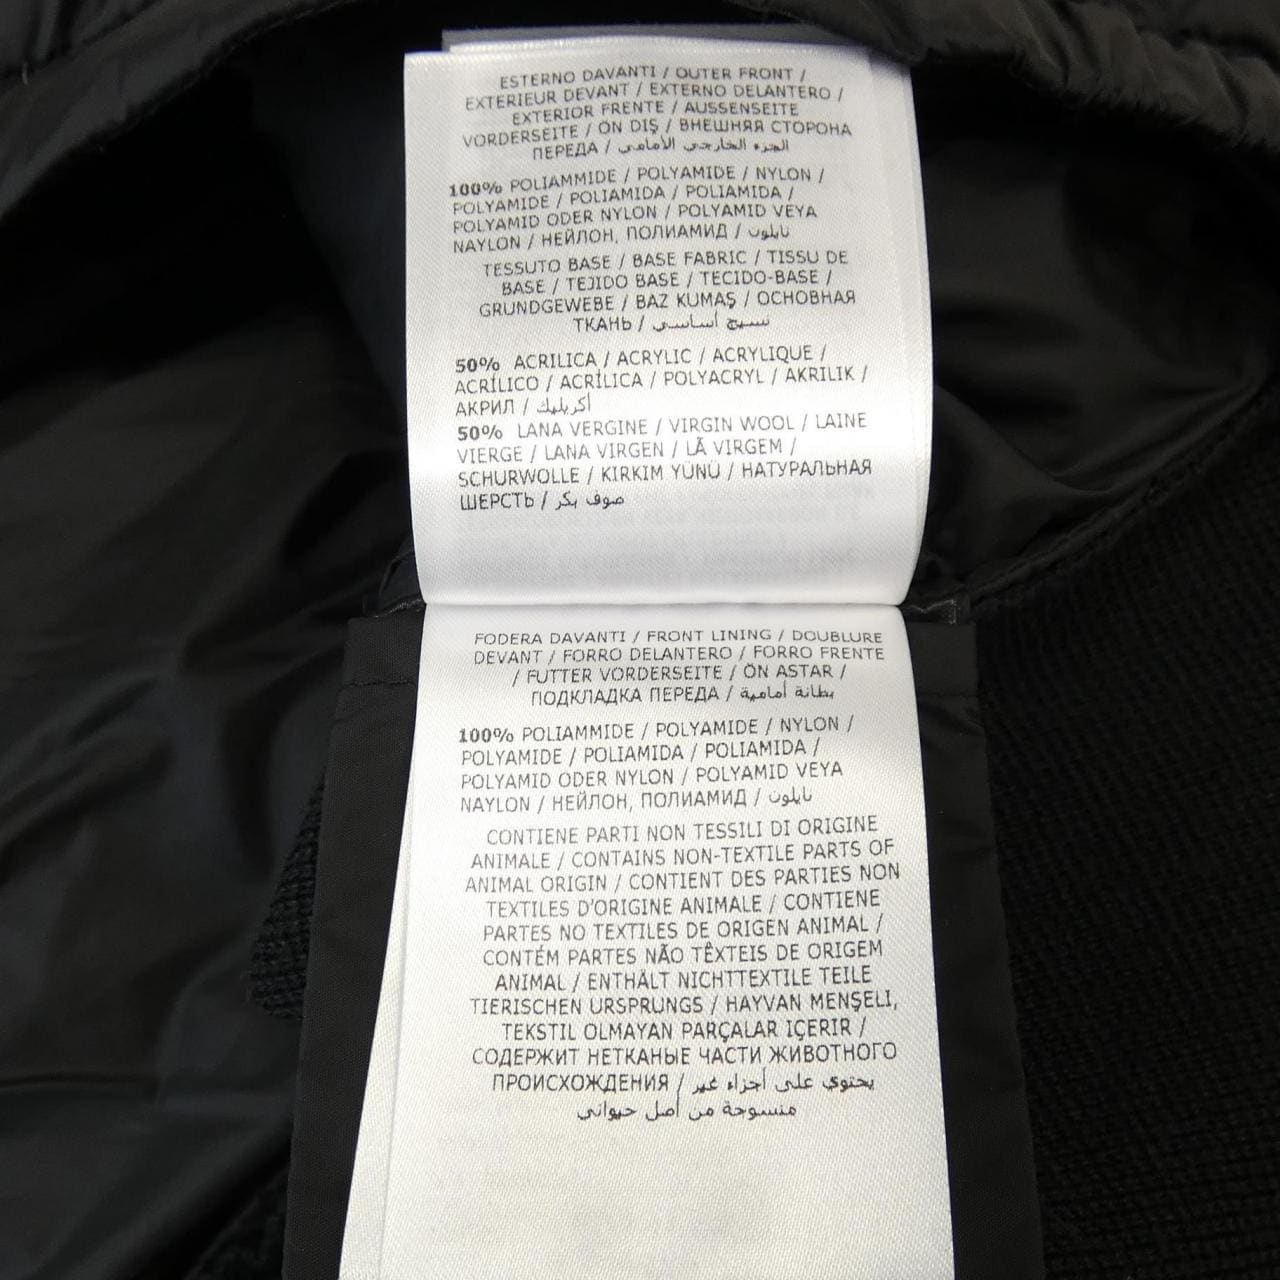 ESTERNO DAVANTI / OUTER FRONT /
EXTERIEUR DEVANT / EXTERNO DELANTERO /
EXTERIOR FRENTE / AUSSENSEITE
VORDERSEITE / ÖN DIŞ / ВНЕШНЯЯ СТОРОНА
ПЕРЕДА / الجزء الخارجي الأمامي
100% POLIAMMIDE / POLYAMIDE / NYLON /
POLYAMIDE / POLIAMIDA / POLIAMIDA /
POLYAMID ODER NYLON / POLYAMID VEYA
NAYLON / НЕЙЛОН, ПОЛИАМИД / نايلون
TESSUTO BASE / BASE FABRIC / TISSU DE
BASE / TEJIDO BASE / TECIDO-BASE /
GRUNDGEWEBE / BAZ KUMAŞ / ОСНОВНАЯ
ТКАНЬ / نسيج أساسي
50% ACRILICA / ACRYLIC / ACRYLIQUE /
ACRÍLICO / ACRÍLICA / POLYACRYL / AKRILIK /
АКРИЛ / أكريليك
50% LANA VERGINE / VIRGIN WOOL / LAINE
VIERGE / LANA VIRGEN / LÃ VIRGEM /
SCHURWOLLE / KIRKIM YÜNÜ / НАТУРАЛЬНАЯ
ШЕРСТЬ / صوف بكر
FODERA DAVANTI / FRONT LINING / DOUBLURE
DEVANT / FORRO DELANTERO / FORRO FRENTE
/ FUTTER VORDERSEITE / ÖN ASTAR /
ПОДКЛАДКА ПЕРЕДА / بطانة أمامية
100% POLIAMMIDE / POLYAMIDE / NYLON /
POLYAMIDE / POLIAMIDA / POLIAMIDA /
POLYAMID ODER NYLON / POLYAMID VEYA
NAYLON / НЕЙЛОН, ПОЛИАМИД / نايلون
CONTIENE PARTI NON TESSILI DI ORIGINE
ANIMALE / CONTAINS NON-TEXTILE PARTS OF
ANIMAL ORIGIN / CONTIENT DES PARTIES NON
TEXTILES D'ORIGINE ANIMALE / CONTIENE
PARTES NO TEXTILES DE ORIGEN ANIMAL /
CONTÉM PARTES NÃO TÊXTEIS DE ORIGEM
ANIMAL / ENTHÄLT NICHTTEXTILE TEILE
TIERISCHEN URSPRUNGS / HAYVAN MENŞELI,
TEKSTIL OLMAYAN PARÇALAR IÇERIR /
СОДЕРЖИТ НЕТКАНЫЕ ЧАСТИ ЖИВОТНОГО
ПРОИСХОЖДЕНИЯ / يحتوي على أجزاء غير
منسوجة من أصل حيواني